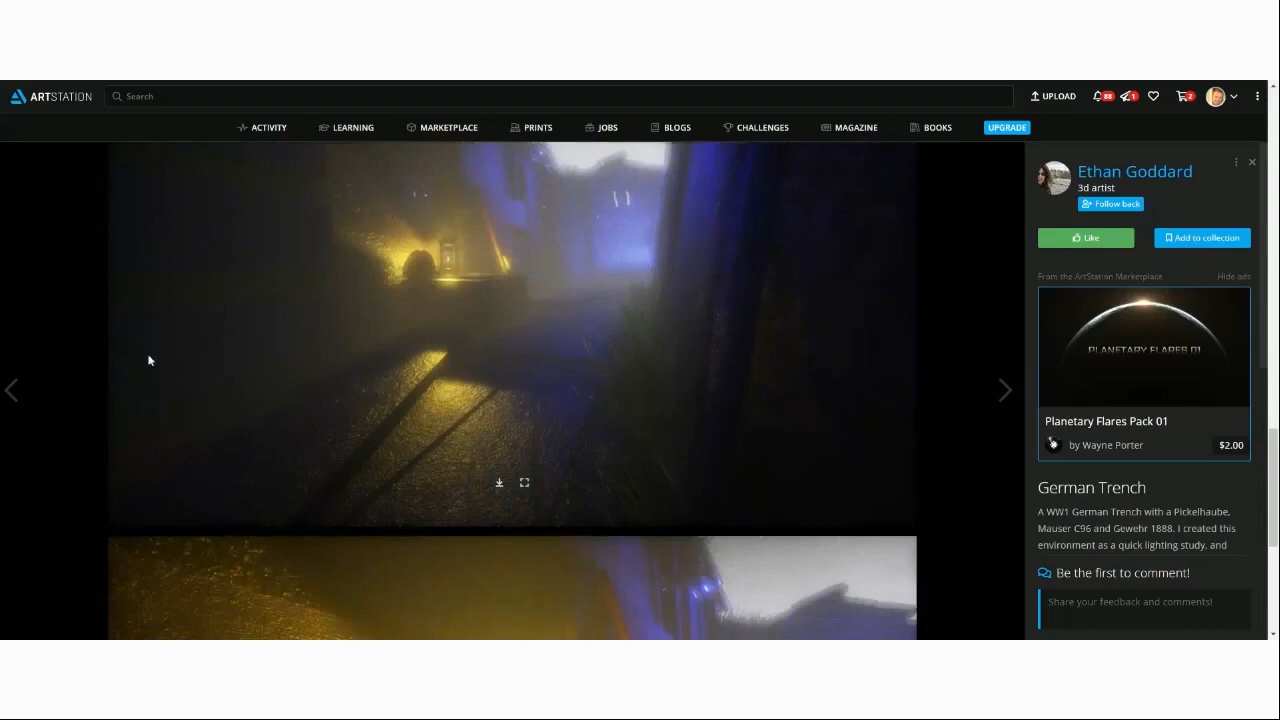 ARTSTATION
Search
UPLOAD
88
1
2
ACTIVITY
LEARNING
MARKETPLACE
PRINTS
JOBS
BLOGS
CHALLENGES
MAGAZINE
BOOKS
UPGRADE
Ethan Goddard
3d artist
Follow back
Like
Add to collection
From the ArtStation Marketplace
Hide ads
PLANETARY FLARES 01
Planetary Flares Pack 01
by Wayne Porter
$2.00
German Trench
A WW1 German Trench with a Pickelhaube,
Mauser C96 and Gewehr 1888. I created this
environment as a quick lighting study, and
Be the first to comment!
Share your feedback and comments!